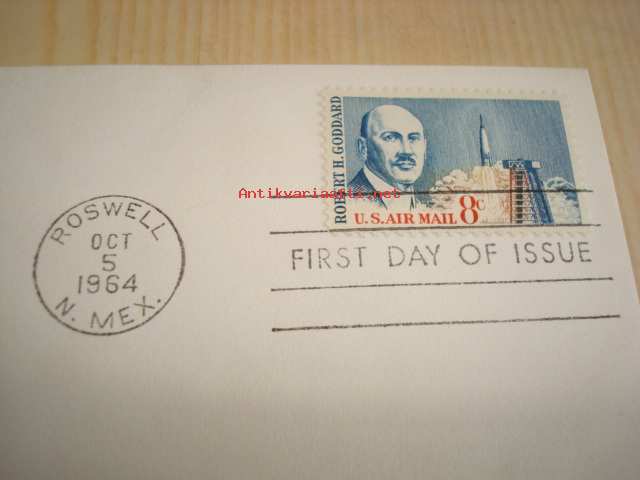 ROBERT H. GODDARD
U.S. AIR MAIL 8c
Antikvariaatti.net
ROSWELL
OCT
5
1964
N. MEX.
FIRST DAY OF ISSUE